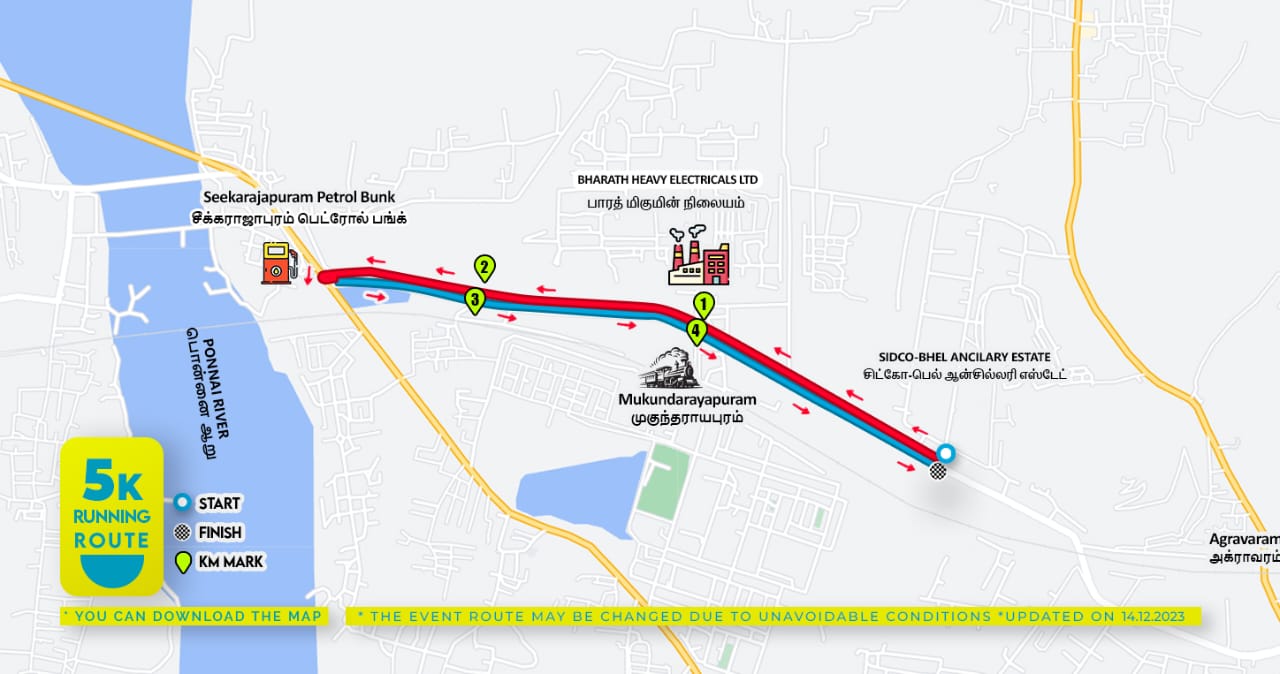 Seekarajapuram Petrol Bunk
சீக்கராஜாபுரம் பெட்ரோல் பங்க்
BHARATH HEAVY ELECTRICALS LTD
பாரத் மிகுமின் நிலையம்
2
3
1
4
PONNAI RIVER
பொன்னை ஆறு
SIDCO-BHEL ANCILARY ESTATE
சிட்கோ-பெல் ஆன்சில்லரி எஸ்டேட்
Mukundarayapuram
முகுந்தராயபுரம்
5K
RUNNING
ROUTE
START
FINISH
KM MARK
Agravaram
அக்ராவரம்
* YOU CAN DOWNLOAD THE MAP
* THE EVENT ROUTE MAY BE CHANGED DUE TO UNAVOIDABLE CONDITIONS *UPDATED ON 14.12.2023